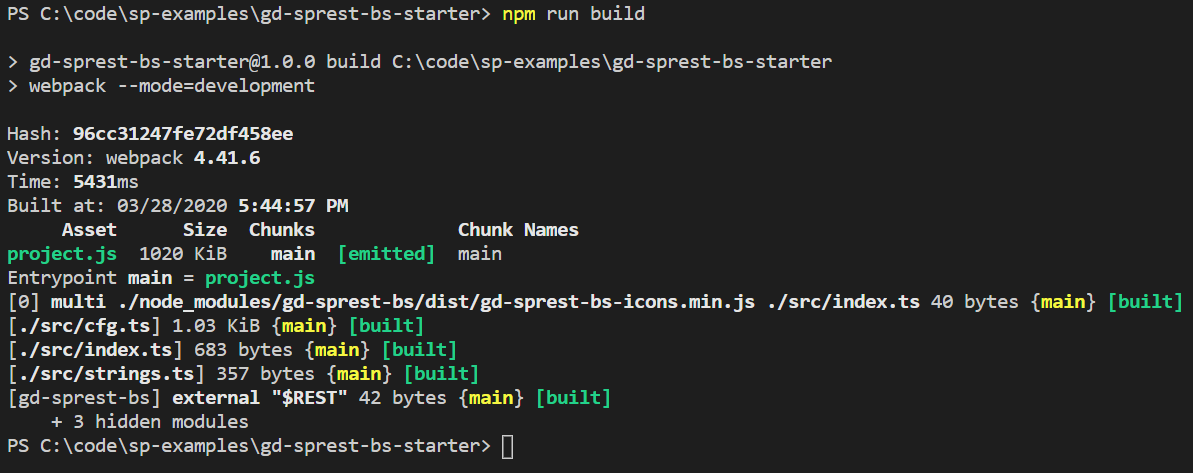 PS C:\code\sp-examples\gd-sprest-bs-starter> npm run build
> gd-sprest-bs-starter@1.0.0 build C:\code\sp-examples\gd-sprest-bs-starter
> webpack --mode=development
Hash: 96cc31247fe72df458ee
Version: webpack 4.41.6
Time: 5431ms
Built at: 03/28/2020 5:44:57 PM
     Asset      Size  Chunks             Chunk Names
project.js  1020 KiB    main  [emitted]  main
Entrypoint main = project.js
[0] multi ./node_modules/gd-sprest-bs/dist/gd-sprest-bs-icons.min.js ./src/index.ts 40 bytes {main} [built]
[./src/cfg.ts] 1.03 KiB {main} [built]
[./src/index.ts] 683 bytes {main} [built]
[./src/strings.ts] 357 bytes {main} [built]
[gd-sprest-bs] external "$REST" 42 bytes {main} [built]
    + 3 hidden modules
PS C:\code\sp-examples\gd-sprest-bs-starter>